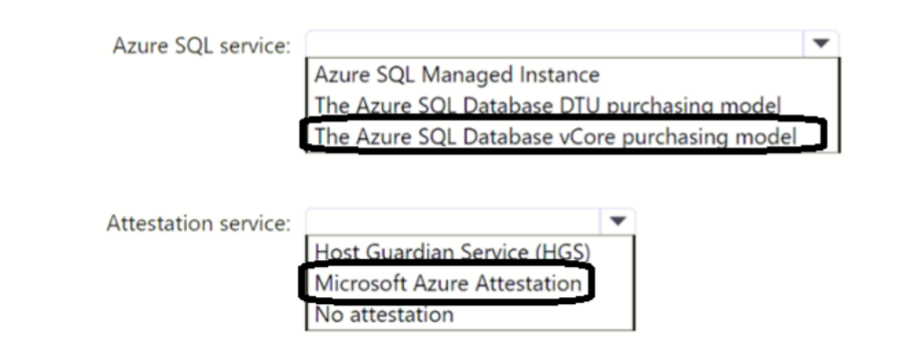 Azure SQL service:
Azure SQL Managed Instance
The Azure SQL Database DTU purchasing model
The Azure SQL Database vCore purchasing model
Attestation service:
Host Guardian Service (HGS)
Microsoft Azure Attestation
No attestation